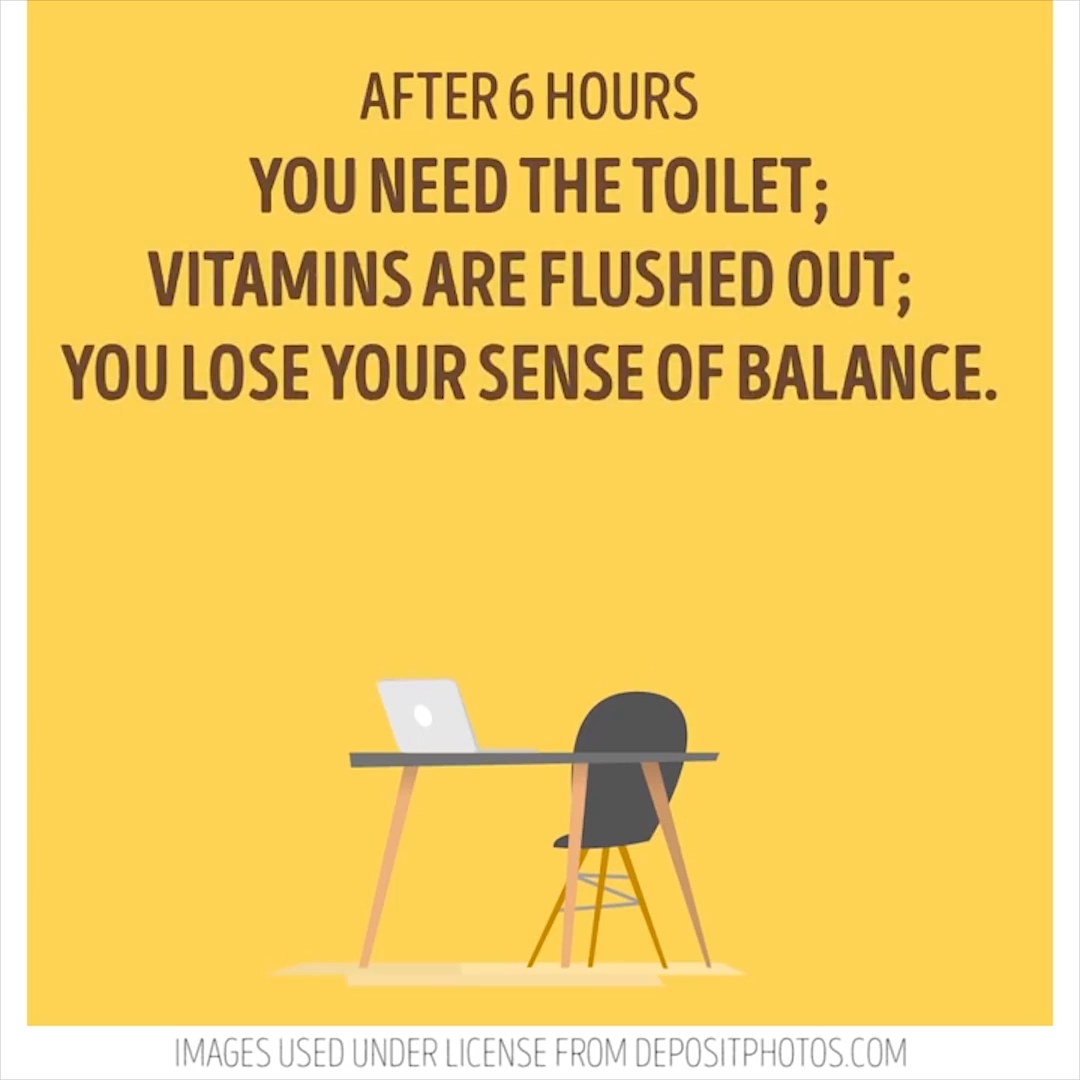 AFTER 6 HOURS
YOU NEED THE TOILET;
VITAMINS ARE FLUSHED OUT;
YOU LOSE YOUR SENSE OF BALANCE.
IMAGES USED UNDER LICENSE FROM DEPOSITPHOTOS.COM